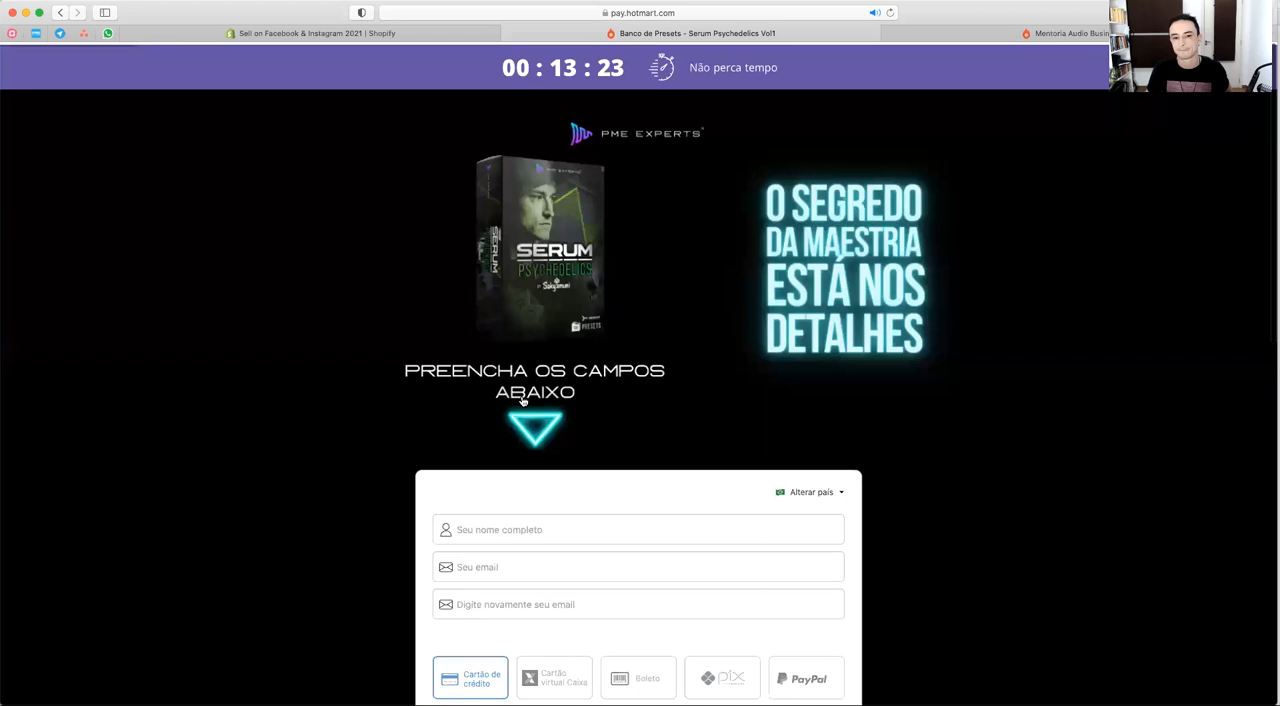 pay.hotmart.com
Sell on Facebook & Instagram 2021 | Shopify
Banco de Presets - Serum Psychedelics Vol1
Mentoria Audio Busin
00 : 13 : 23
Não perca tempo
PME EXPERTS
SERUM
SERUM
PSYCHEDELICS
BY Sakyamuni
PRESETS
O SEGREDO
DA MAESTRIA
ESTÁ NOS
DETALHES
PREENCHA OS CAMPOS
ABAIXO
Alterar país
Seu nome completo
Seu email
Digite novamente seu email
Cartão de
crédito
Cartão
virtual Caixa
Boleto
pix
PayPal